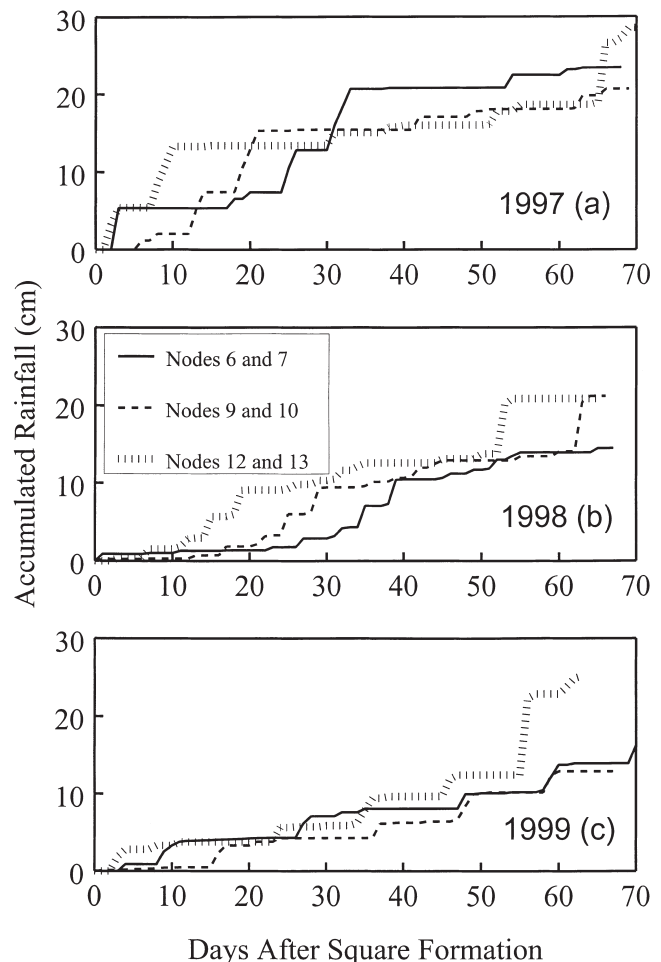 30
20
10
0
0 10 20 30 40 50 60 70
1997 (a)
Accumulated Rainfall (cm)
30
20
10
0
Nodes 6 and 7
Nodes 9 and 10
Nodes 12 and 13
0 10 20 30 40 50 60 70
1998 (b)
30
20
10
0
0 10 20 30 40 50 60 70
1999 (c)
Days After Square Formation